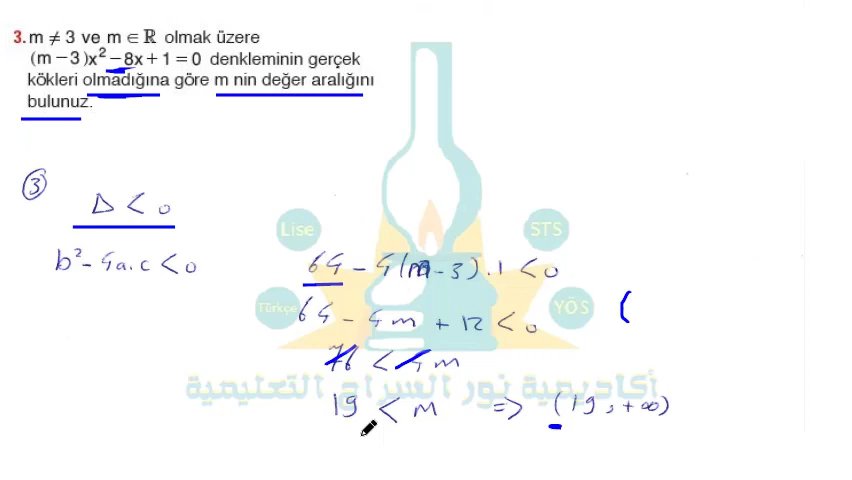 3. m ≠ 3 ve m ∈ ℝ olmak üzere
(m − 3)x² − 8x + 1 = 0 denkleminin gerçek
kökleri olmadığına göre m nin değer aralığını
bulunuz.
③
Δ < 0
b² − 4a.c < 0
64 − 4(m − 3).1 < 0
64 − 4m + 12 < 0
76 < 4m
19 < m ⇒ (19, +∞)
(
Lise
STS
Türkçe
YÖS
أكاديمية نور السراج التعليمية